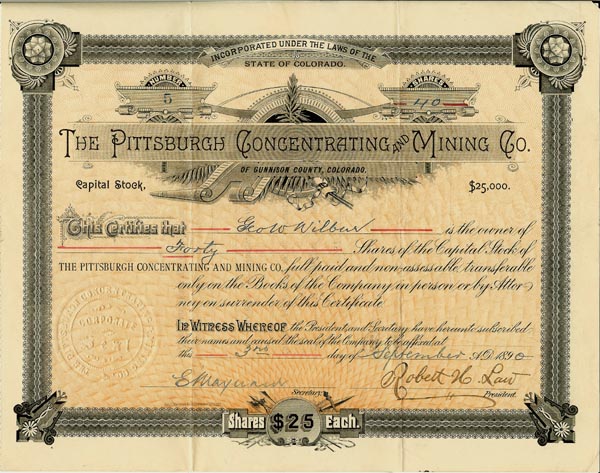 INCORPORATED UNDER THE LAWS OF THE
STATE OF COLORADO.
NUMBER SHARES
5 40
THE PITTSBURGH CONCENTRATING AND MINING CO.
OF GUNNISON COUNTY, COLORADO.
Capital Stock, $25,000.
This Certifies that Geo W Wilbur is the owner of
Forty Shares of the Capital Stock of
THE PITTSBURGH CONCENTRATING AND MINING CO. full paid and non-assessable, transferable
only on the Books of the Company in person or by Attor-
ney on surrender of this Certificate
IN WITNESS WHEREOF the President and Secretary have hereunto subscribed
their names and caused the seal of the Company to be affixed at
this 3rd day of September A.D. 1890
E Maynard Robert H. Law
Secretary. President.
Shares $25 Each.